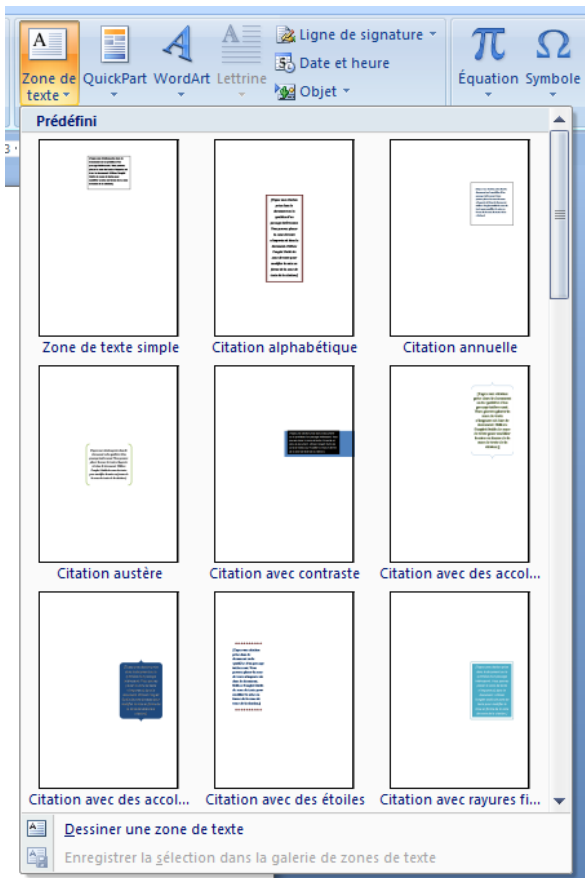 Zone de texte
QuickPart
WordArt
Lettrine
Ligne de signature
Date et heure
Objet
Équation
Symbole
3
Prédéfini
Zone de texte simple
Citation alphabétique
Citation annuelle
Citation austère
Citation avec contraste
Citation avec des accol...
Citation avec des accol...
Citation avec des étoiles
Citation avec rayures fi...
Dessiner une zone de texte
Enregistrer la sélection dans la galerie de zones de texte